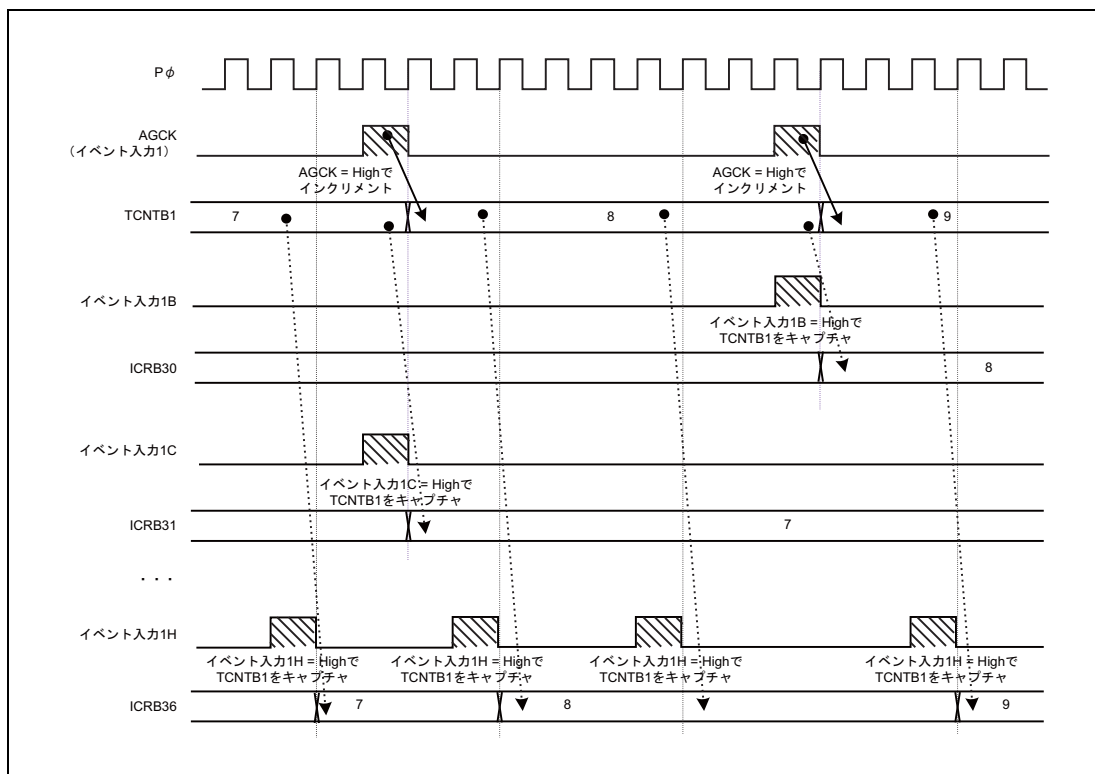 Pφ
AGCK
（イベント入力1）
AGCK = Highで
インクリメント
AGCK = Highで
インクリメント
TCNTB1
7
8
9
イベント入力1B
イベント入力1B = Highで
TCNTB1をキャプチャ
ICRB30
8
イベント入力1C
イベント入力1C = Highで
TCNTB1をキャプチャ
ICRB31
7
・・・
イベント入力1H
イベント入力1H = Highで
TCNTB1をキャプチャ
イベント入力1H = Highで
TCNTB1をキャプチャ
イベント入力1H = Highで
TCNTB1をキャプチャ
イベント入力1H = Highで
TCNTB1をキャプチャ
ICRB36
7
8
9